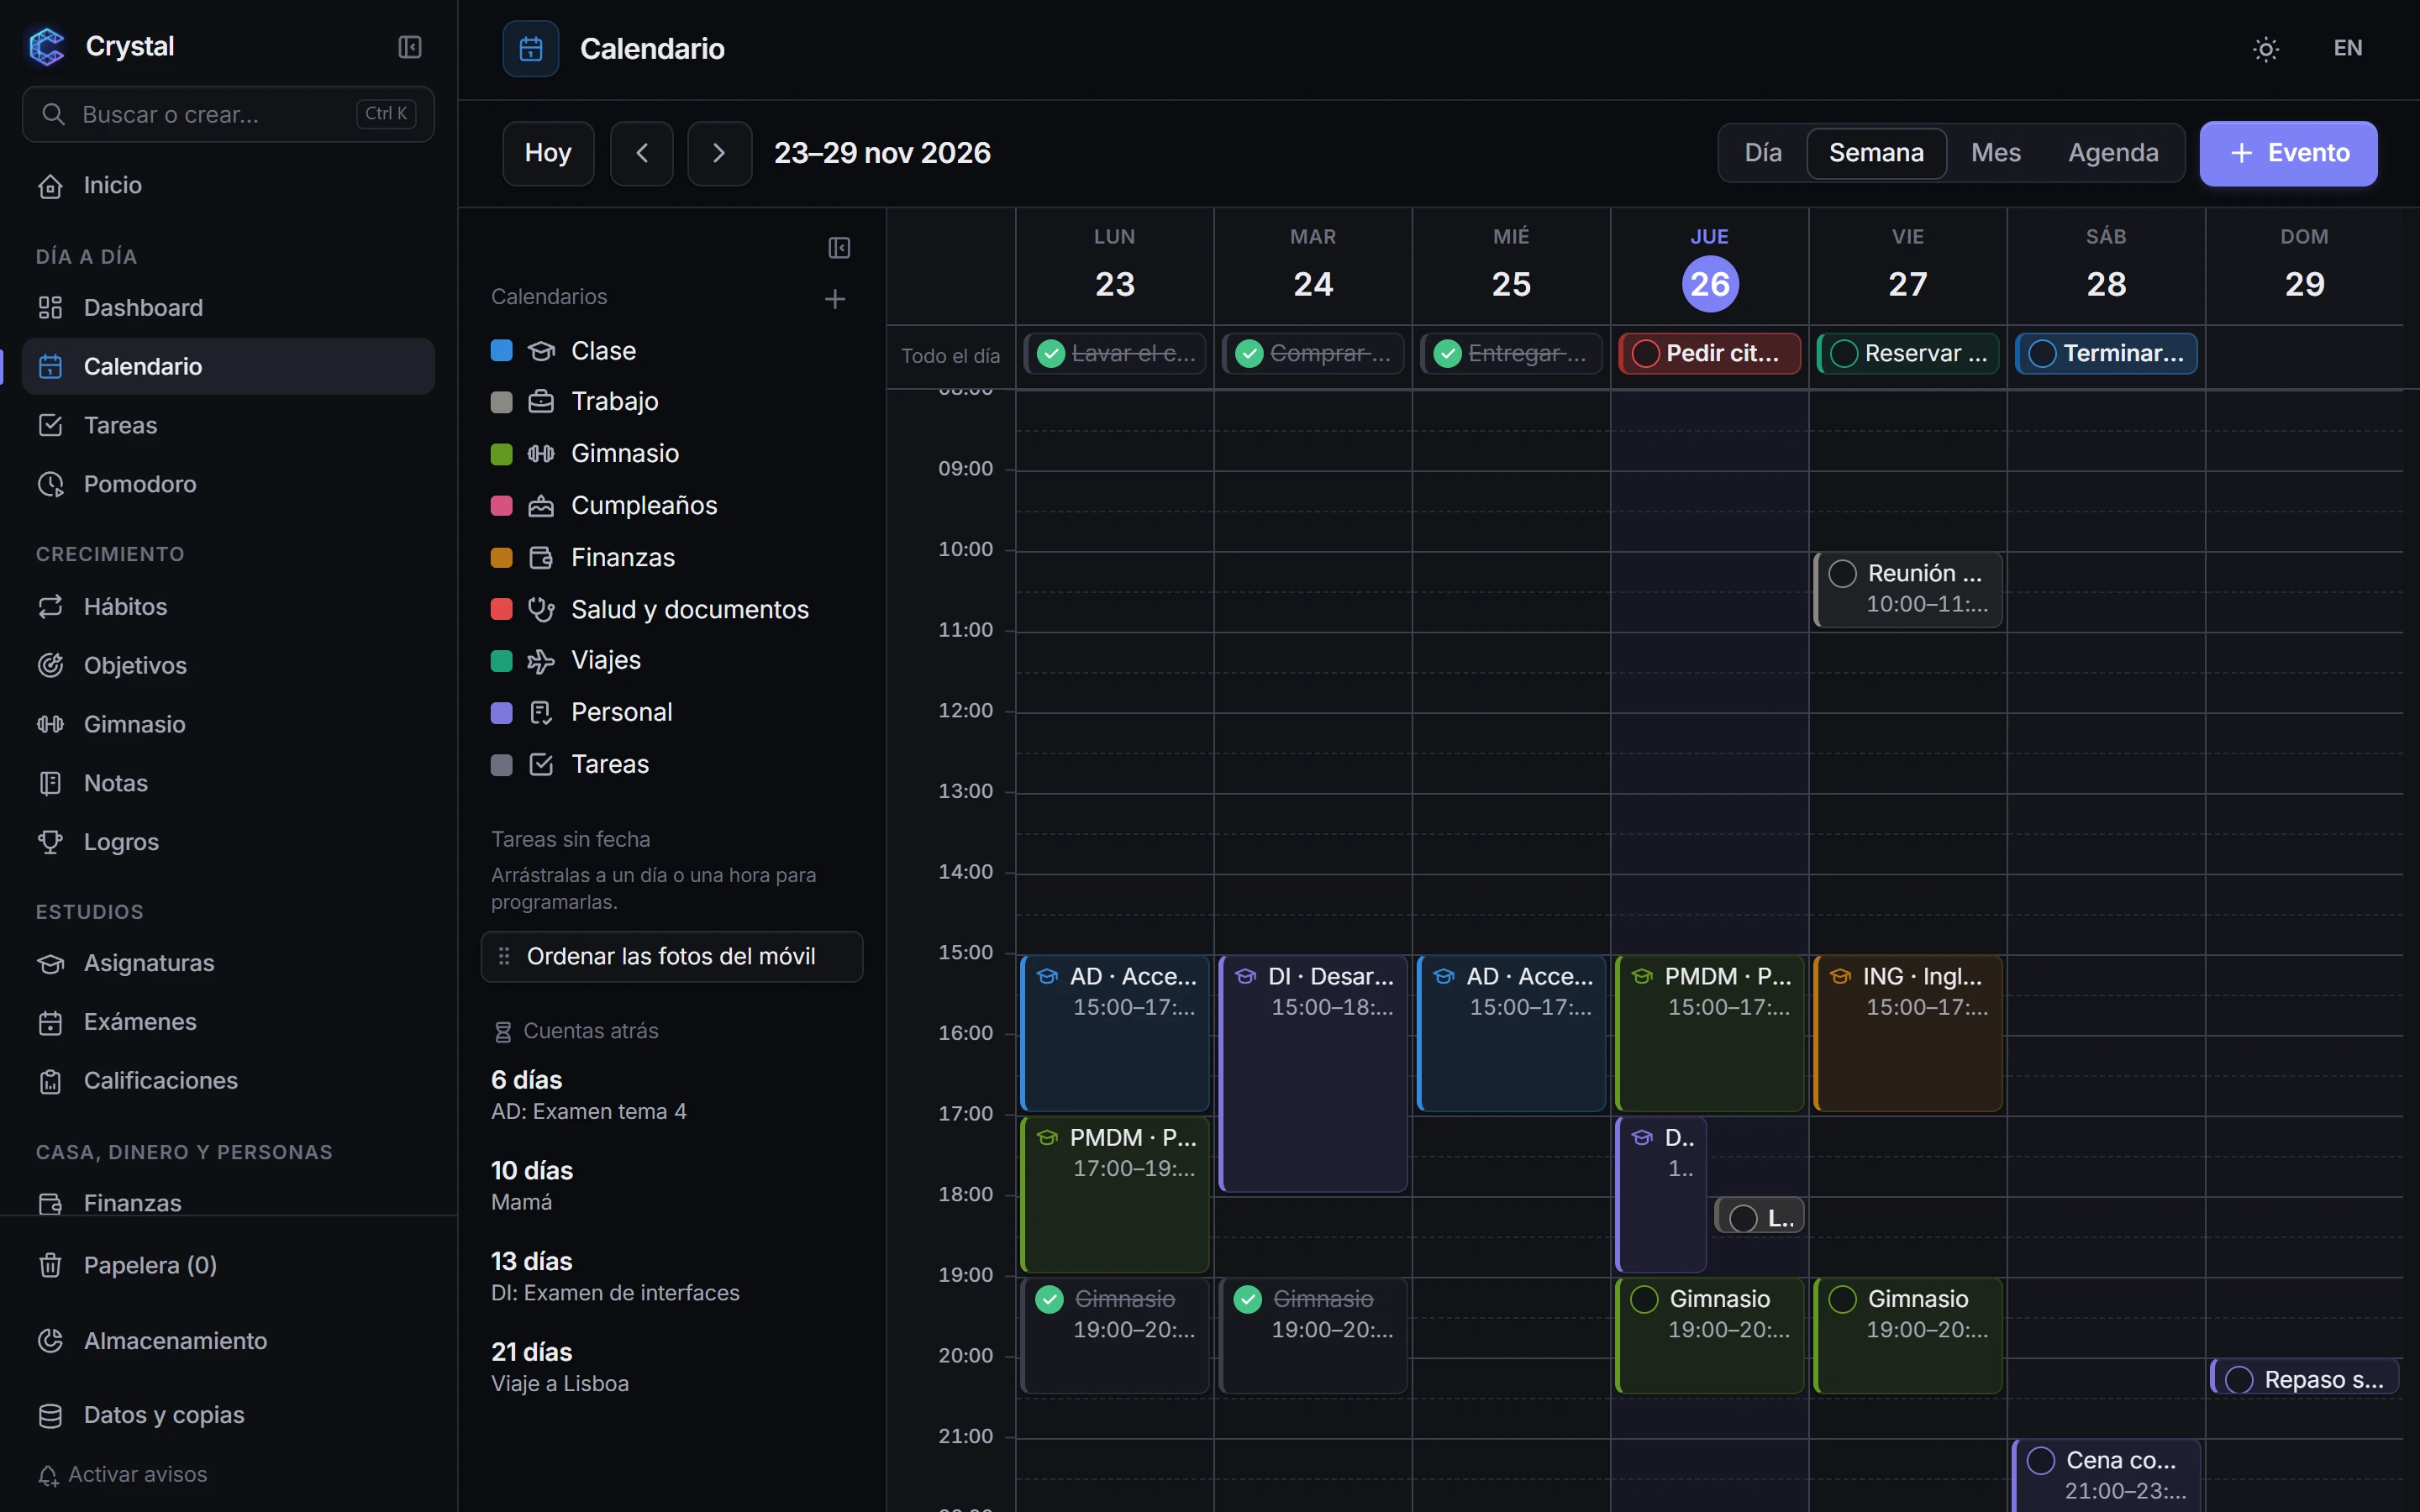 Crystal
Buscar o crear...
Ctrl K
Inicio
DÍA A DÍA
Dashboard
Calendario
Tareas
Pomodoro
CRECIMIENTO
Hábitos
Objetivos
Gimnasio
Notas
Logros
ESTUDIOS
Asignaturas
Exámenes
Calificaciones
CASA, DINERO Y PERSONAS
Finanzas
Papelera (0)
Almacenamiento
Datos y copias
Activar avisos
Calendario
EN
Hoy
23–29 nov 2026
Día
Semana
Mes
Agenda
+ Evento
Calendarios
Clase
Trabajo
Gimnasio
Cumpleaños
Finanzas
Salud y documentos
Viajes
Personal
Tareas
Tareas sin fecha
Arrástralas a un día o una hora para
programarlas.
Ordenar las fotos del móvil
Cuentas atrás
6 días
AD: Examen tema 4
10 días
Mamá
13 días
DI: Examen de interfaces
21 días
Viaje a Lisboa
LUN
23
MAR
24
MIÉ
25
JUE
26
VIE
27
SÁB
28
DOM
29
Todo el día
Lavar el c...
Comprar ...
Entregar ...
Pedir cit...
Reservar ...
Terminar...
09:00
10:00
11:00
12:00
13:00
14:00
15:00
16:00
17:00
18:00
19:00
20:00
21:00
AD · Acce...
15:00–17:...
PMDM · P...
17:00–19:...
Gimnasio
19:00–20:...
DI · Desar...
15:00–18:...
Gimnasio
19:00–20:...
AD · Acce...
15:00–17:...
PMDM · P...
15:00–17:...
D..
1..
L..
Gimnasio
19:00–20:...
Reunión ...
10:00–11:...
ING · Ingl...
15:00–17:...
Gimnasio
19:00–20:...
Cena co...
21:00–23:...
Repaso s...